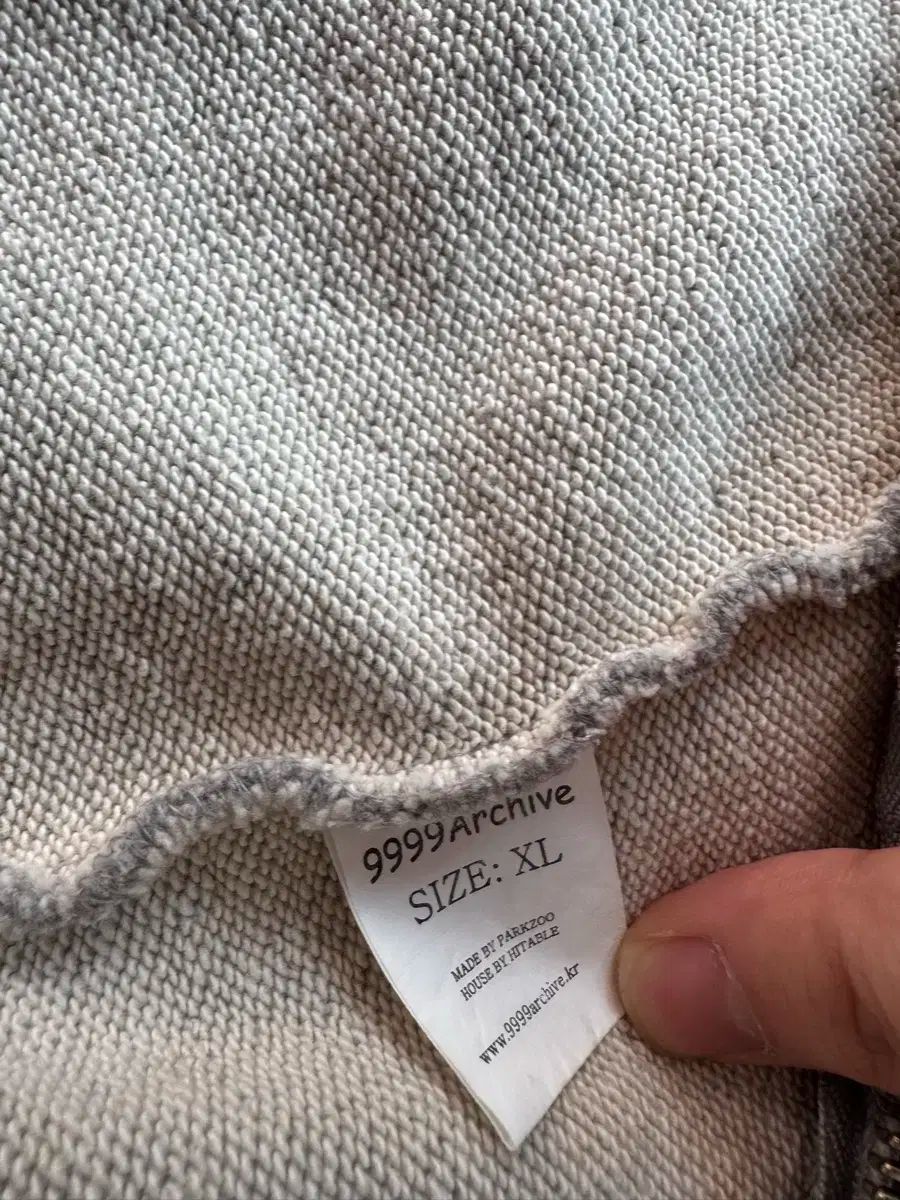 9999Archive
SIZE: XL
MADE BY PARKZOO
HOUSE BY HITABLE
www.9999archive.kr